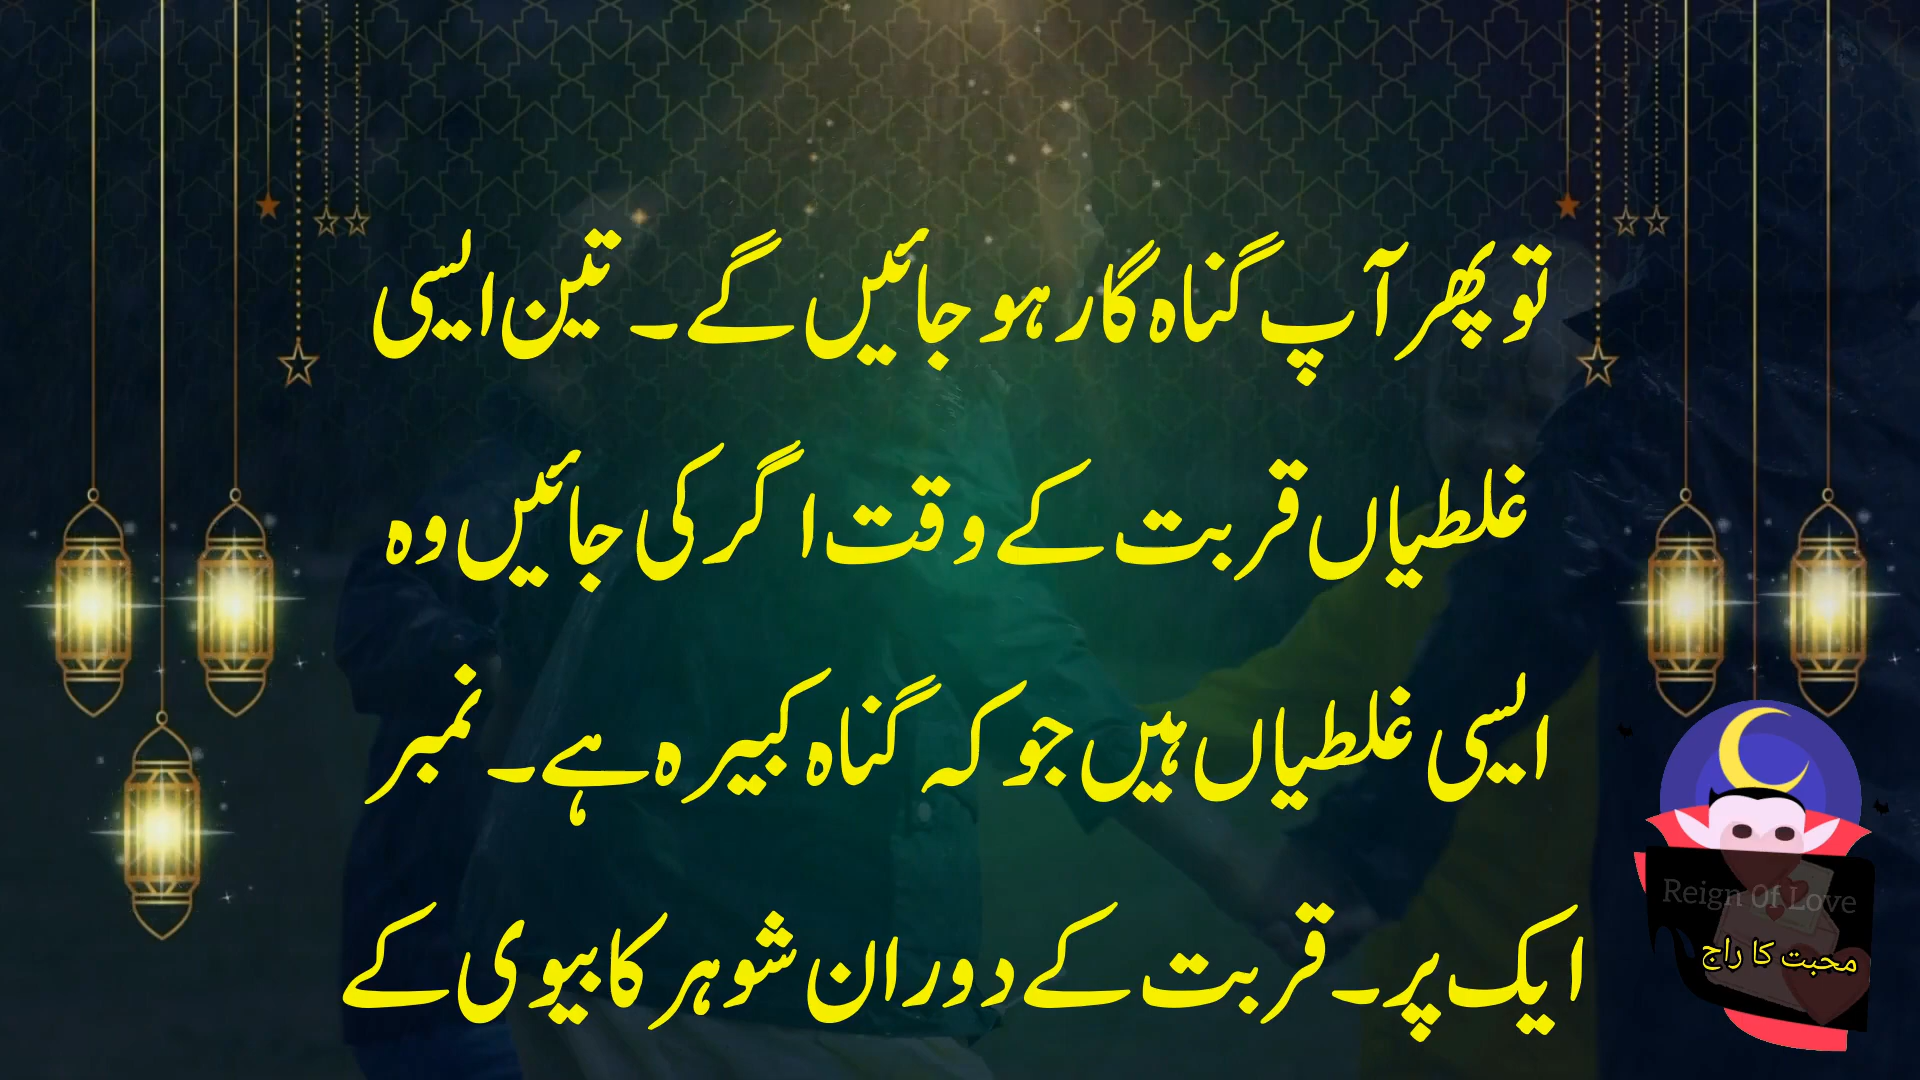 تو پھر آپ گناہ گار ہو جائیں گے۔ تین ایسی
غلطیاں قربت کے وقت اگر کی جائیں وہ
ایسی غلطیاں ہیں جو کہ گناہ کبیرہ ہے۔ نمبر
ایک پر۔ قربت کے دوران شوہر کا بیوی کے
Reign Of Love
محبت کا راج